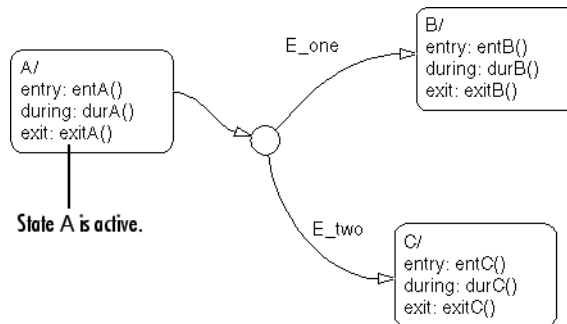 A/
entry: entA()
during: durA()
exit: exitA()
State A is active.
E_one
B/
entry: entB()
during: durB()
exit: exitB()
E_two
C/
entry: entC()
during: durC()
exit: exitC()